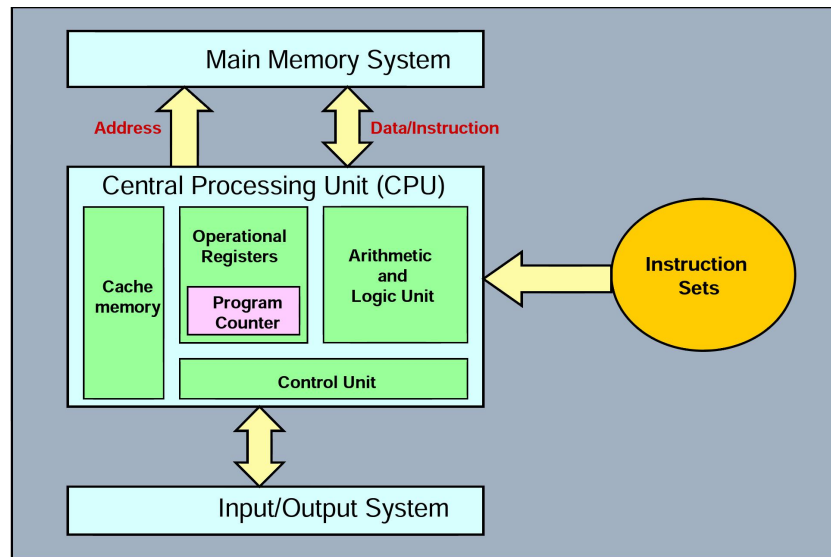 Main Memory System
Address
Data/Instruction
Central Processing Unit (CPU)
Cache
memory
Operational
Registers
Program
Counter
Arithmetic
and
Logic Unit
Control Unit
Instruction
Sets
Input/Output System